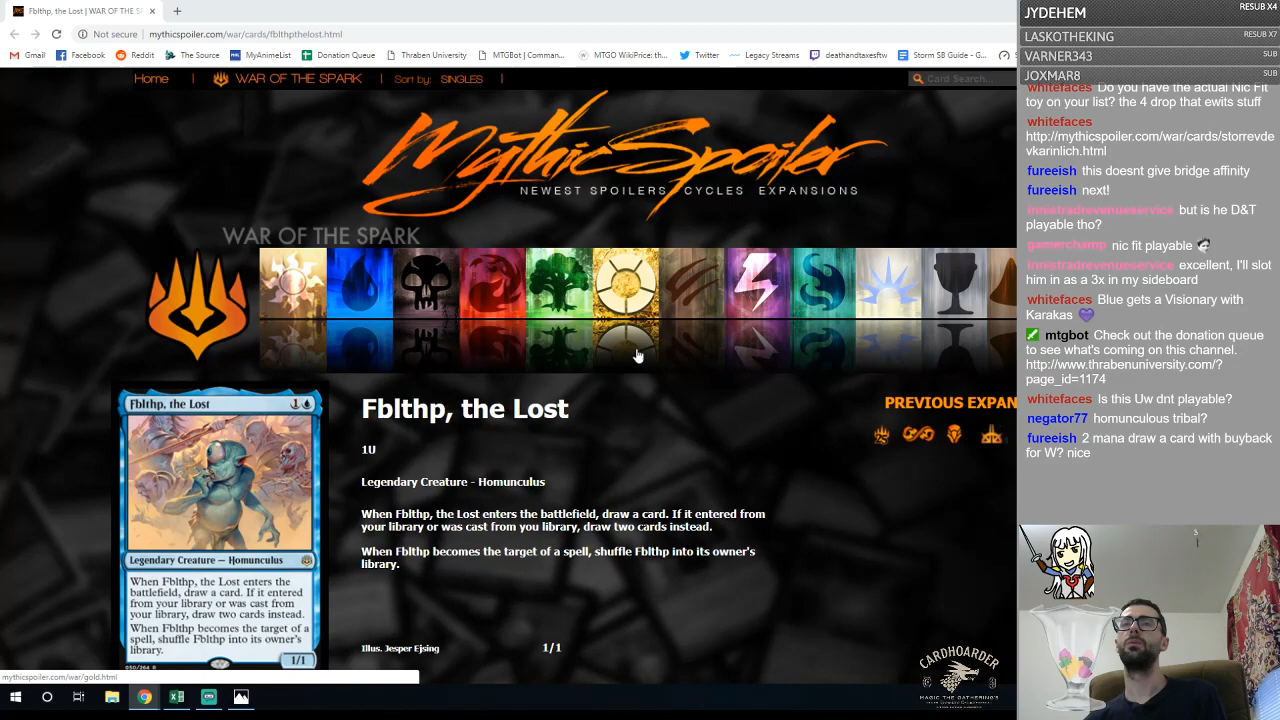 Fblthp, the Lost | WAR OF THE SP
Not secure | mythicspoiler.com/war/cards/fblthpthelost.html
Gmail Facebook Reddit The Source MyAnimeList Donation Queue Thraben University MTGBot | Comman MTGO WikiPrice: the Twitter Legacy Streams deathandtaxesftw Storm SB Guide - G
Home | WAR OF THE SPARK | Sort by: SINGLES |
Card Search...
MythicSpoiler
NEWEST SPOILERS CYCLES EXPANSIONS
WAR OF THE SPARK
Fblthp, the Lost 1
Legendary Creature — Homunculus
When Fblthp, the Lost enters the
battlefield, draw a card. If it entered
from your library or was cast from
your library, draw two cards instead.
When Fblthp becomes the target of a
spell, shuffle Fblthp into its owner's
library.
1/1
050/264 R
Fblthp, the Lost
1U
Legendary Creature - Homunculus
When Fblthp, the Lost enters the battlefield, draw a card. If it entered
from your library or was cast from you library, draw two cards instead.
When Fblthp becomes the target of a spell, shuffle Fblthp into its owner's
library.
Illus. Jesper Ejsing 1/1
PREVIOUS EXPAN
mythicspoiler.com/war/gold.html
JYDEHEM RESUB X4
LASKOTHEKING RESUB X7
VARNER343 SUB
JOXMAR8 SUB
whitefaces Do you have the actual Nic Fit
toy on your list? the 4 drop that ewits stuff
whitefaces
http://mythicspoiler.com/war/cards/storrevde
vkarinlich.html
fureeish this doesnt give bridge affinity
fureeish next!
innistradrevenueservice but is he D&T
playable tho?
gamerchamp nic fit playable
innistradrevenueservice excellent, I'll slot
him in as a 3x in my sideboard
whitefaces Blue gets a Visionary with
Karakas
mtgbot Check out the donation queue
to see what's coming on this channel.
http://www.thrabenuniversity.com/?
page_id=1174
whitefaces Is this Uw dnt playable?
negator77 homunculous tribal?
fureeish 2 mana draw a card with buyback
for W? nice
CARDHOARDER